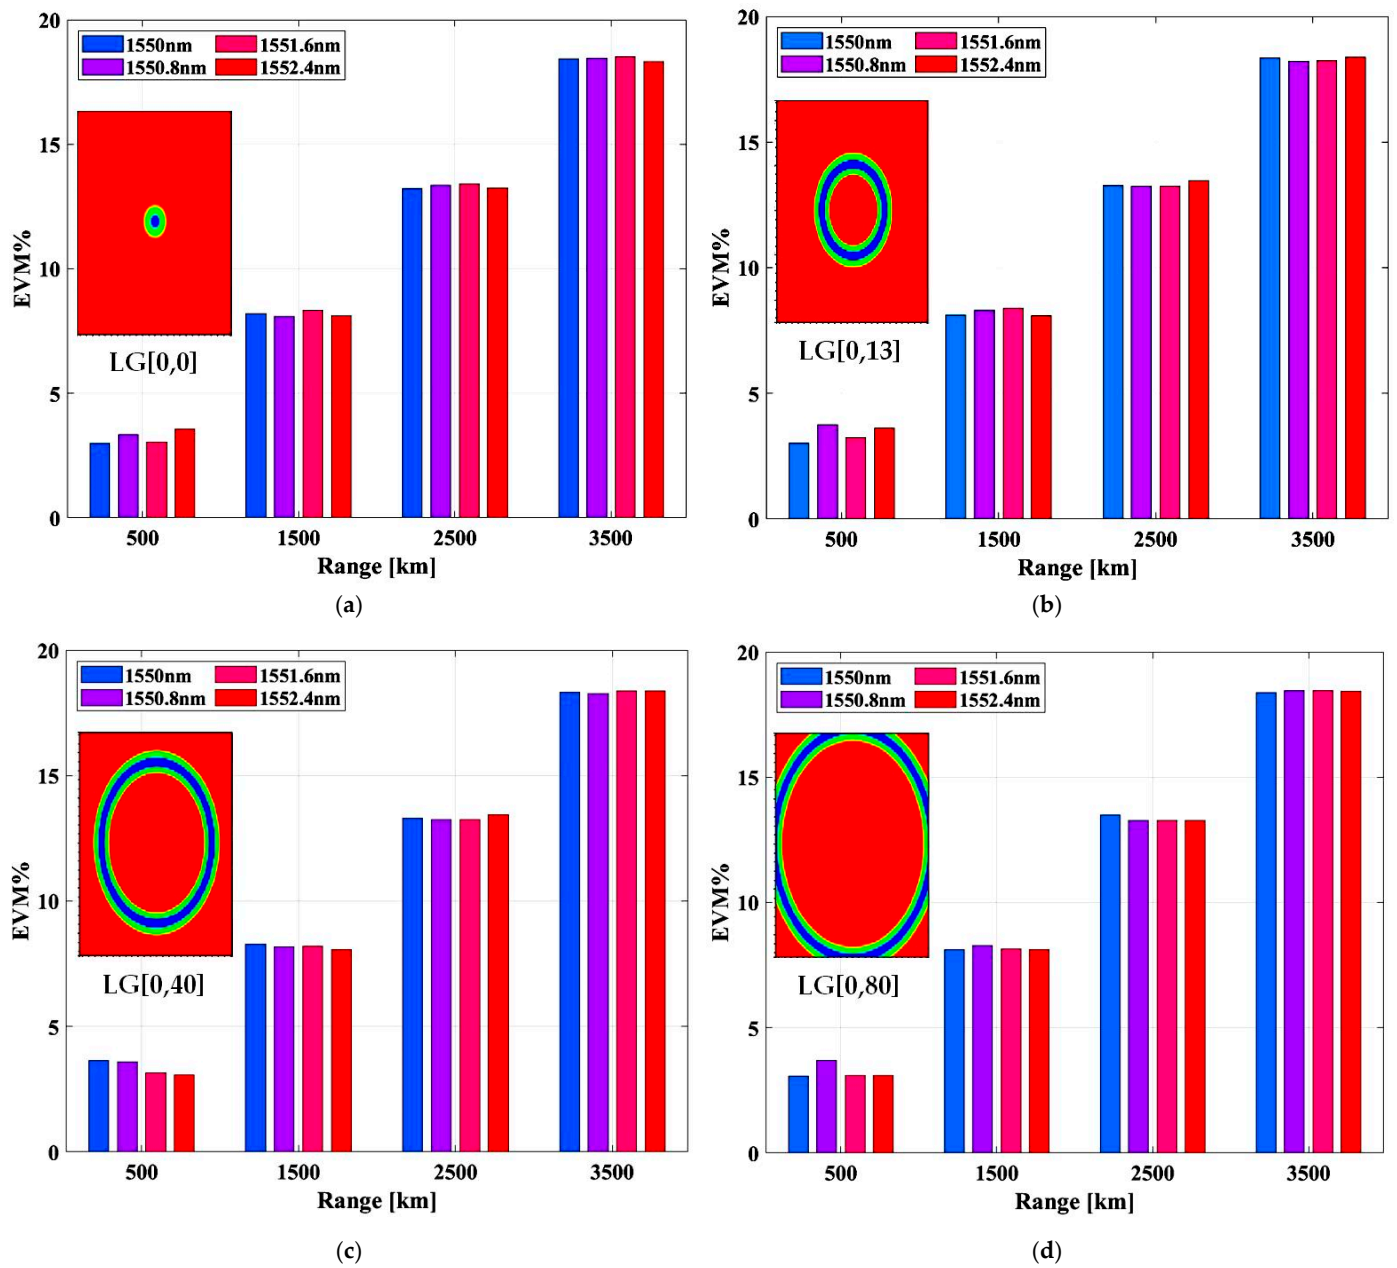 20
15
10
5
0
EVM%
1550nm 1551.6nm
1550.8nm 1552.4nm
LG[0,0]
500 1500 2500 3500
Range [km]
(a)
20
15
10
5
0
EVM%
1550nm 1551.6nm
1550.8nm 1552.4nm
LG[0,13]
500 1500 2500 3500
Range [km]
(b)
20
15
10
5
0
EVM%
1550nm 1551.6nm
1550.8nm 1552.4nm
LG[0,40]
500 1500 2500 3500
Range [km]
(c)
20
15
10
5
0
EVM%
1550nm 1551.6nm
1550.8nm 1552.4nm
LG[0,80]
500 1500 2500 3500
Range [km]
(d)